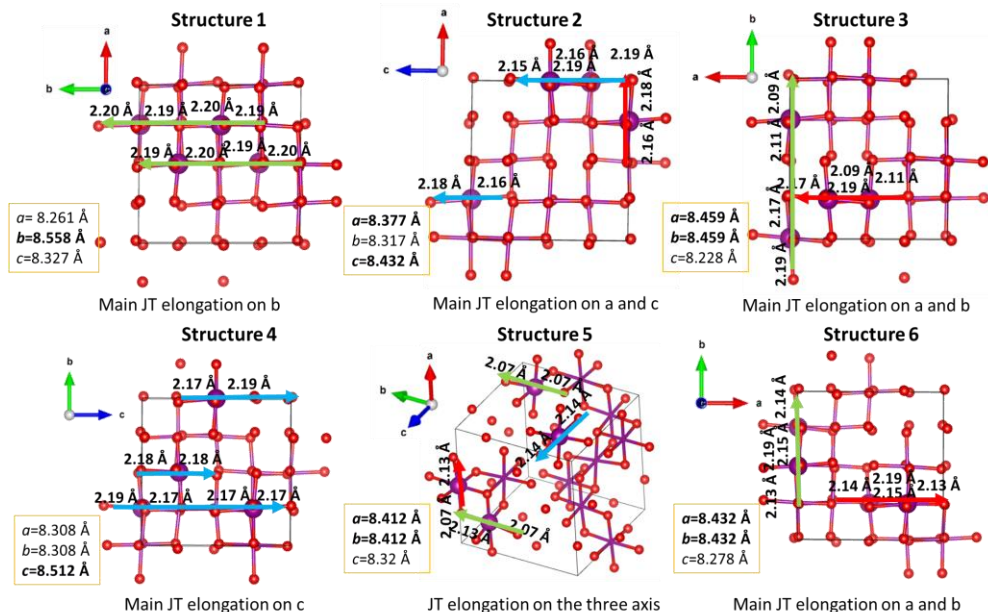 Structure 1
a
b
2.20 Å
2.19 Å
2.20 Å
2.19 Å
2.19 Å
2.20 Å
2.19 Å
2.20 Å
a= 8.261 Å
b=8.558 Å
c=8.327 Å
Main JT elongation on b
Structure 2
a
c
2.15 Å
2.16 Å
2.19 Å
2.19 Å
2.18 Å
2.16 Å
2.18 Å
2.16 Å
a=8.377 Å
b=8.317 Å
c=8.432 Å
Main JT elongation on a and c
Structure 3
b
a
2.09 Å
2.11 Å
2.17 Å
2.19 Å
2.17 Å
2.09 Å
2.19 Å
2.11 Å
a=8.459 Å
b=8.459 Å
c=8.228 Å
Main JT elongation on a and b
Structure 4
b
c
2.17 Å
2.19 Å
2.18 Å
2.18 Å
2.19 Å
2.17 Å
2.17 Å
2.17 Å
a=8.308 Å
b=8.308 Å
c=8.512 Å
Main JT elongation on c
Structure 5
a
b
c
2.07 Å
2.07 Å
2.14 Å
2.14 Å
2.13 Å
2.07 Å
2.13 Å
2.07 Å
a=8.412 Å
b=8.412 Å
c=8.32 Å
JT elongation on the three axis
Structure 6
b
a
2.14 Å
2.15 Å
2.19 Å
2.13 Å
2.14 Å
2.19 Å
2.15 Å
2.13 Å
a=8.432 Å
b=8.432 Å
c=8.278 Å
Main JT elongation on a and b